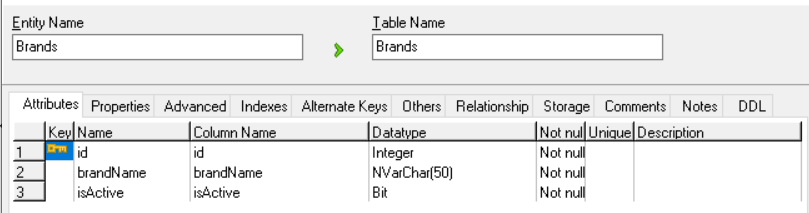 Entity Name Table Name
Brands Brands
Attributes Properties Advanced Indexes Alternate Keys Others Relationship Storage Comments Notes DDL
Key Name Column Name Datatype Not nul Unique Description
1 id id Integer Not null
2 brandName brandName NVarChar(50) Not null
3 isActive isActive Bit Not null